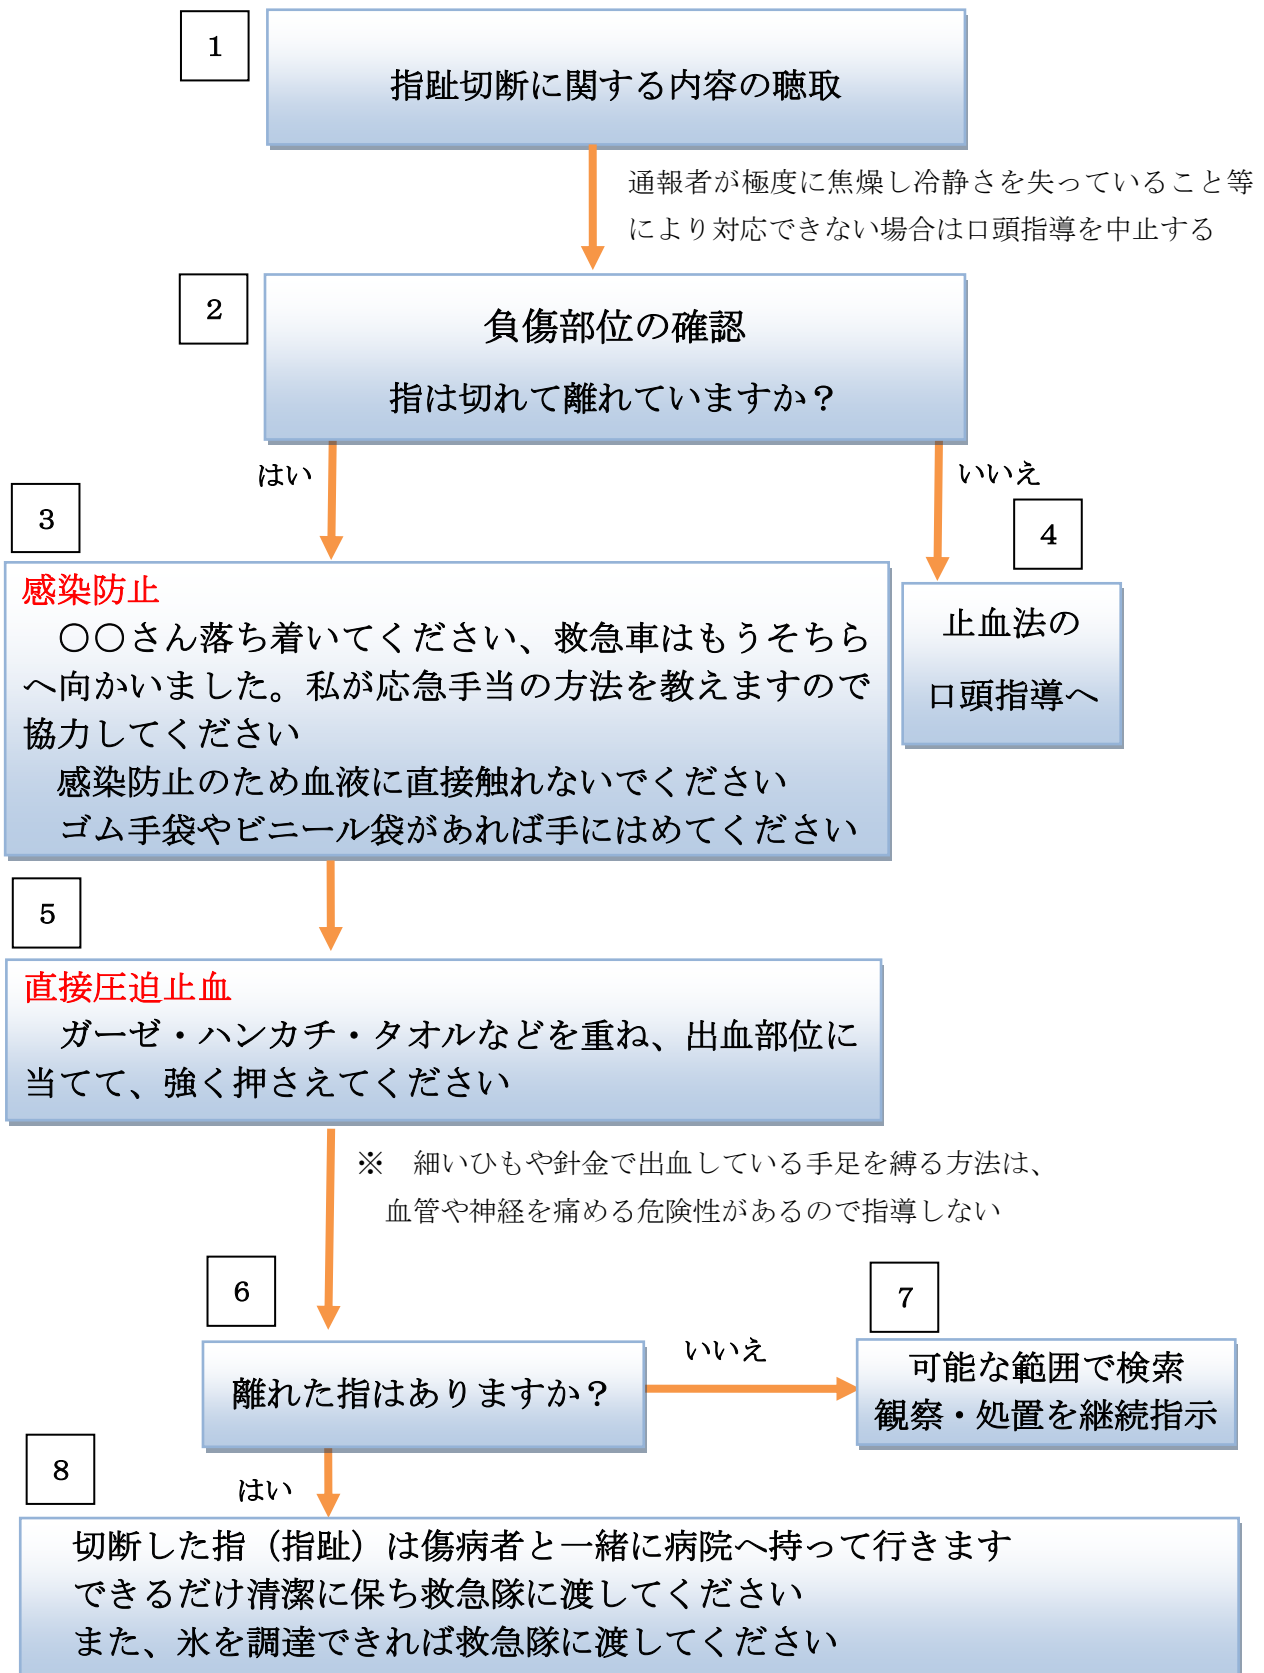 1
指趾切断に関する内容の聴取
通報者が極度に焦燥し冷静さを失っていること等
により対応できない場合は口頭指導を中止する
2
負傷部位の確認
指は切れて離れていますか？
はい
いいえ
3
4
感染防止
〇〇さん落ち着いてください、救急車はもうそちら
へ向かいました。私が応急手当の方法を教えますので
協力してください
感染防止のため血液に直接触れないでください
ゴム手袋やビニール袋があれば手にはめてください
止血法の
口頭指導へ
5
直接圧迫止血
ガーゼ・ハンカチ・タオルなどを重ね、出血部位に
当てて、強く押さえてください
※　細いひもや針金で出血している手足を縛る方法は、
血管や神経を痛める危険性があるので指導しない
6
離れた指はありますか？
いいえ
7
可能な範囲で検索
観察・処置を継続指示
はい
8
切断した指（指趾）は傷病者と一緒に病院へ持って行きます
できるだけ清潔に保ち救急隊に渡してください
また、氷を調達できれば救急隊に渡してください